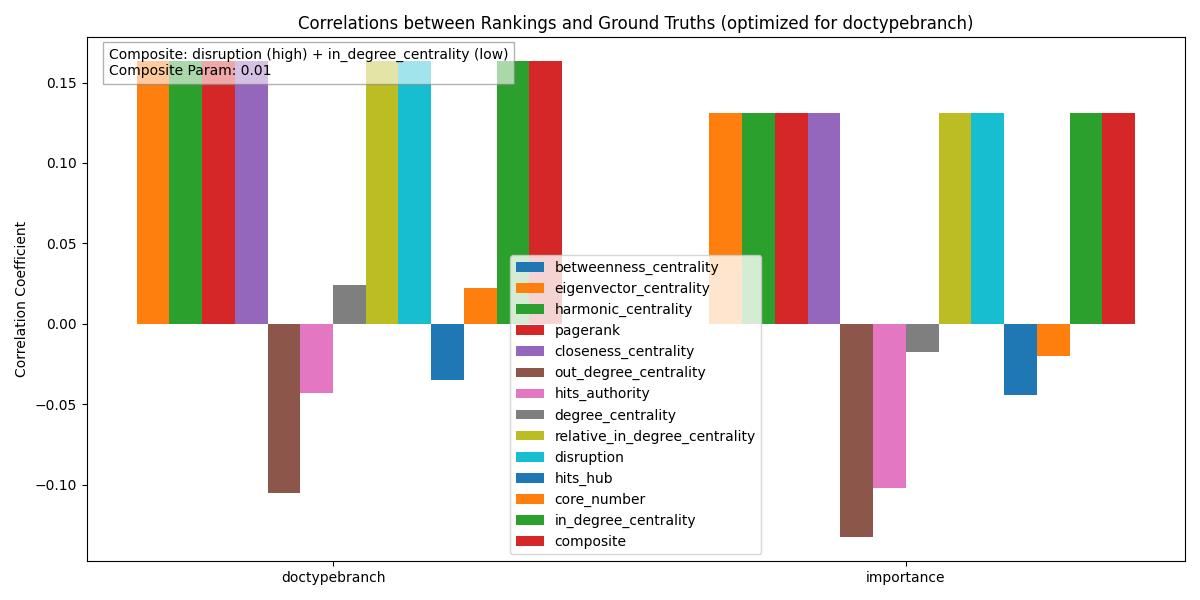 Correlations between Rankings and Ground Truths (optimized for doctypebranch)
Composite: disruption (high) + in_degree_centrality (low)
Composite Param: 0.01
Correlation Coefficient
0.15
0.10
0.05
0.00
−0.05
−0.10
betweenness_centrality
eigenvector_centrality
harmonic_centrality
pagerank
closeness_centrality
out_degree_centrality
hits_authority
degree_centrality
relative_in_degree_centrality
disruption
hits_hub
core_number
in_degree_centrality
composite
doctypebranch
importance